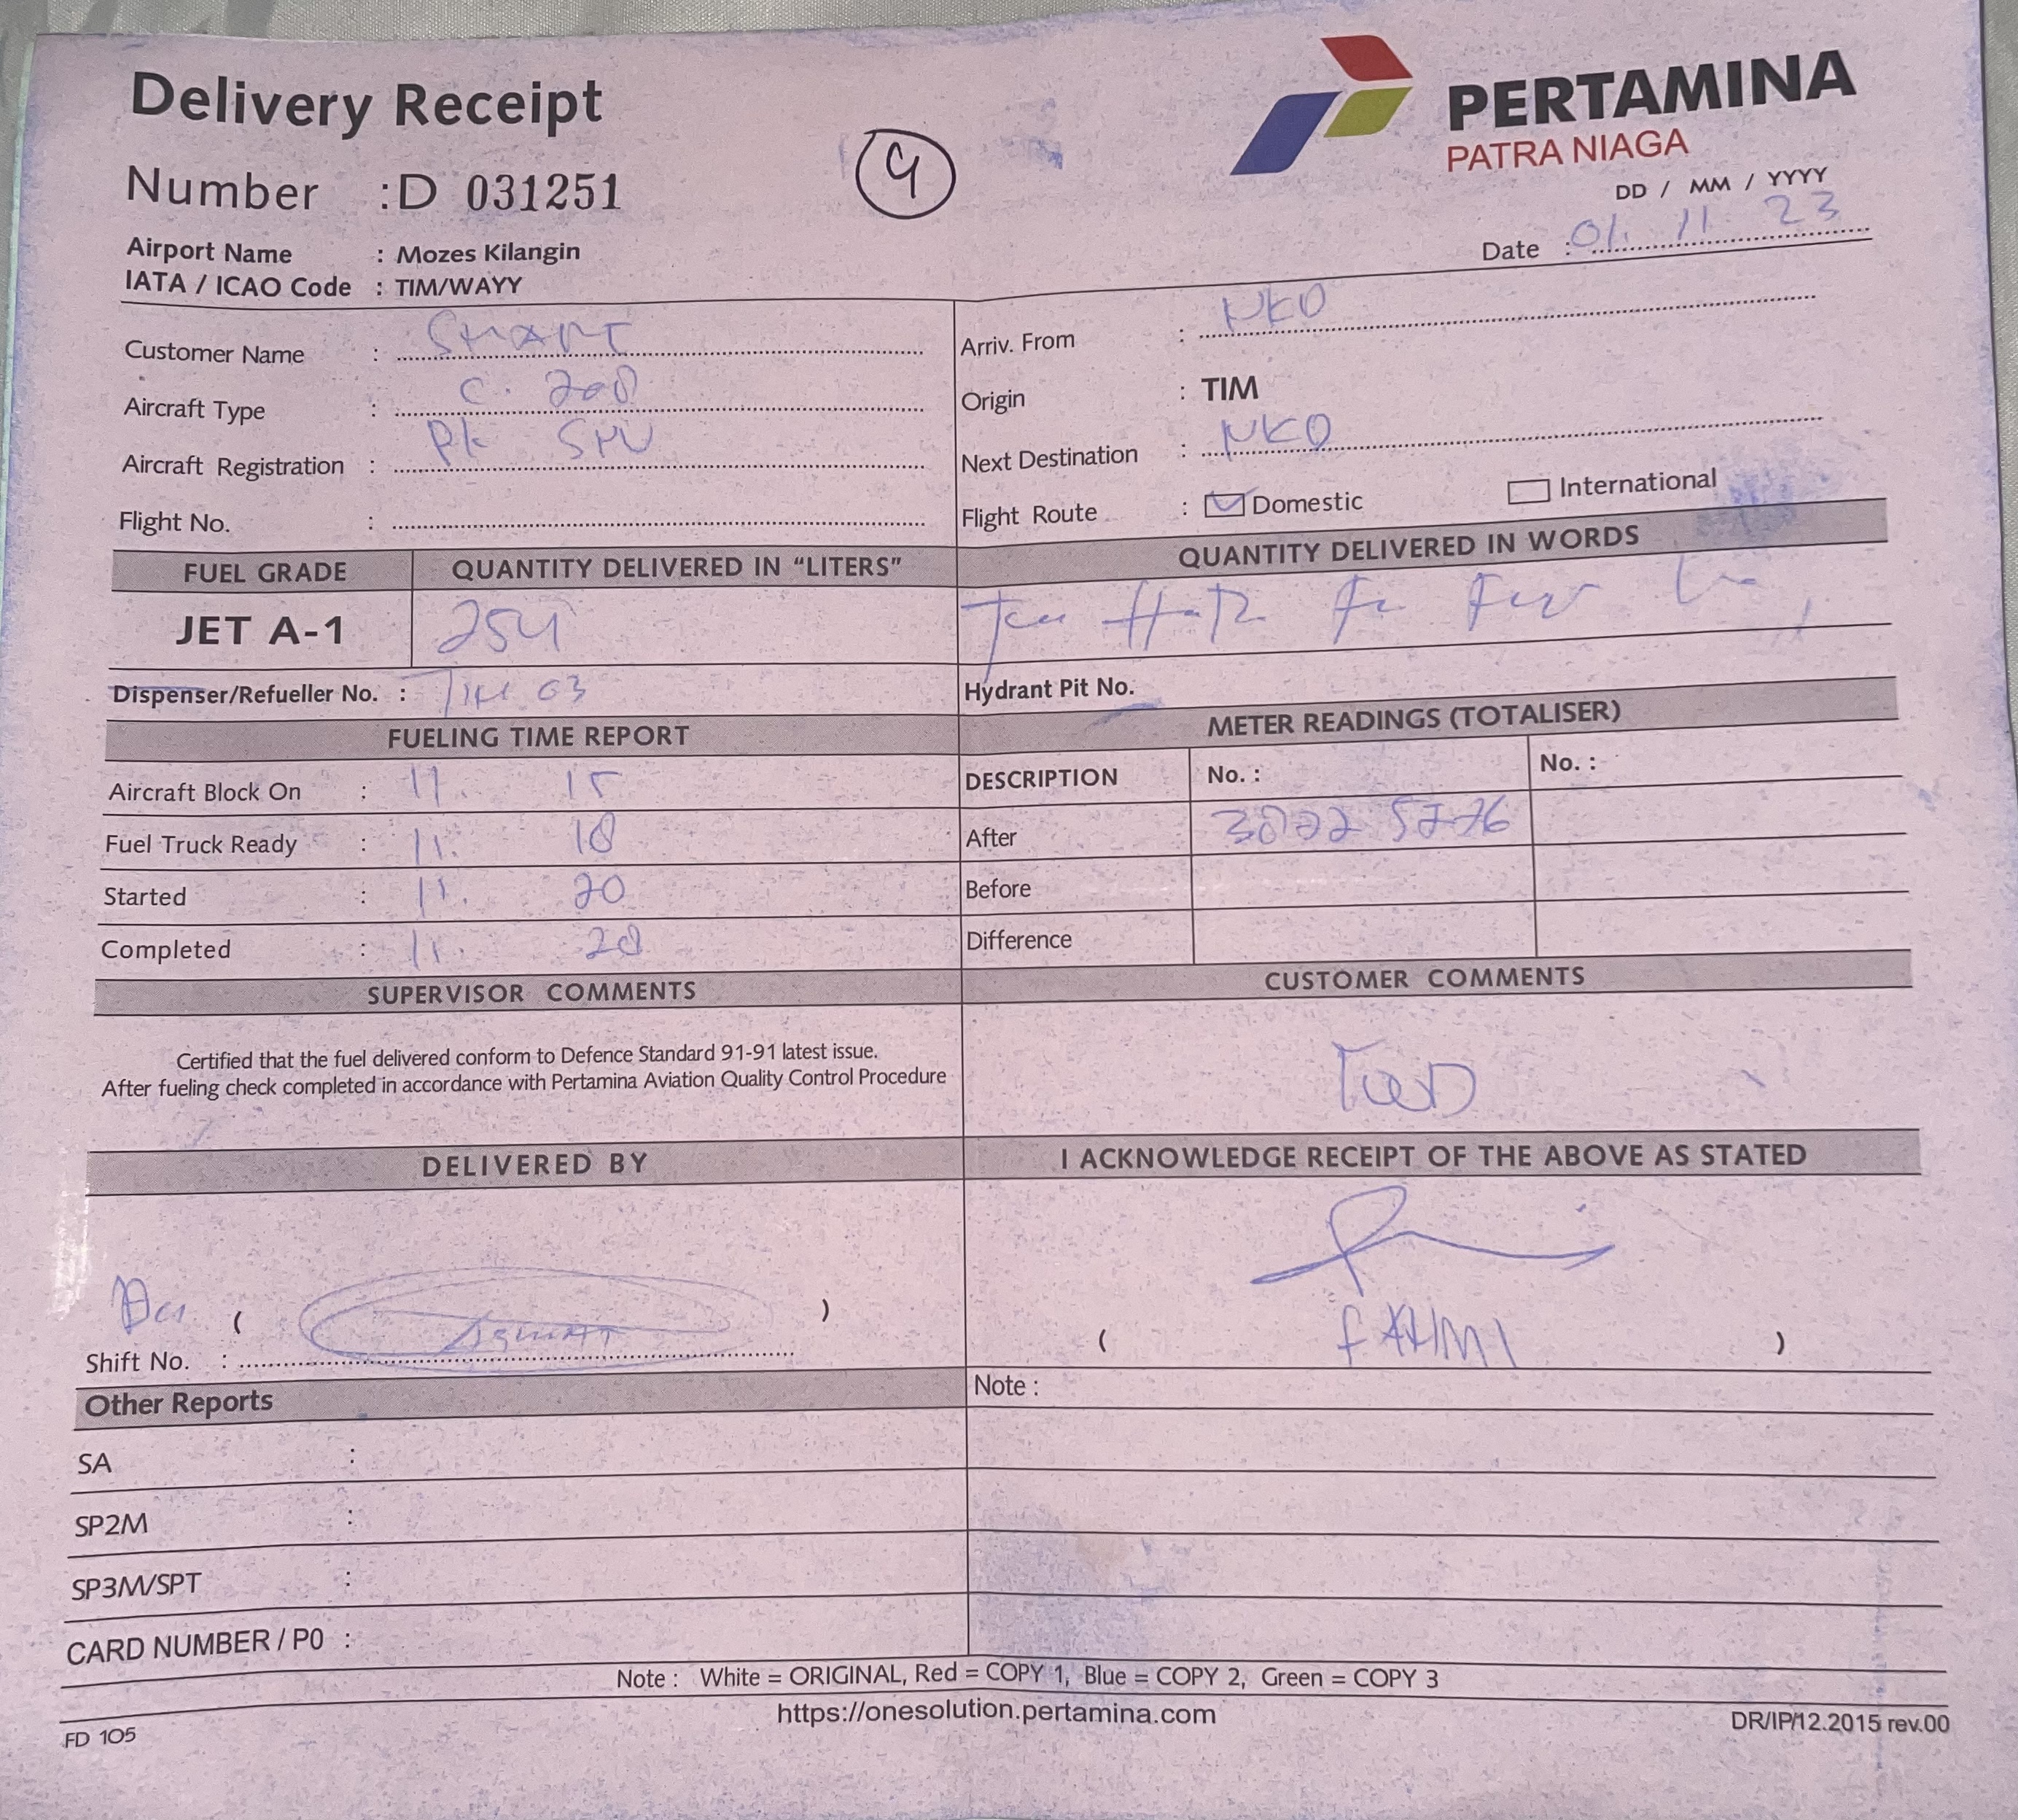 Delivery Receipt
PERTAMINA
PATRA NIAGA
Number : D 031251
9
DD / MM / YYYY
Date : 01. 11. 23
Airport Name : Mozes Kilangin
IATA / ICAO Code : TIM/WAYY
Customer Name : SMART
Arriv. From : NKD
Aircraft Type : C. 208
Origin : TIM
Aircraft Registration : PK
Next Destination : NKD
Flight No. :
Flight Route : Domestic International
FUEL GRADE QUANTITY DELIVERED IN “LITERS” QUANTITY DELIVERED IN WORDS
JET A-1 254
Dispenser/Refueller No. : TIM 03
Hydrant Pit No.
FUELING TIME REPORT METER READINGS (TOTALISER)
Aircraft Block On : 11. 15
DESCRIPTION No. : No. :
Fuel Truck Ready : 11. 18
After
Started : 11. 20
Before
Completed : 11. 28
Difference
SUPERVISOR COMMENTS CUSTOMER COMMENTS
Certified that the fuel delivered conform to Defence Standard 91-91 latest issue.
After fueling check completed in accordance with Pertamina Aviation Quality Control Procedure
DELIVERED BY I ACKNOWLEDGE RECEIPT OF THE ABOVE AS STATED
( )
( FAHMI )
Shift No. :
Other Reports
Note :
SA :
SP2M :
SP3M/SPT :
CARD NUMBER / P0 :
Note : White = ORIGINAL, Red = COPY 1, Blue = COPY 2, Green = COPY 3
https://onesolution.pertamina.com
FD 105
DR/IP/12.2015 rev.00